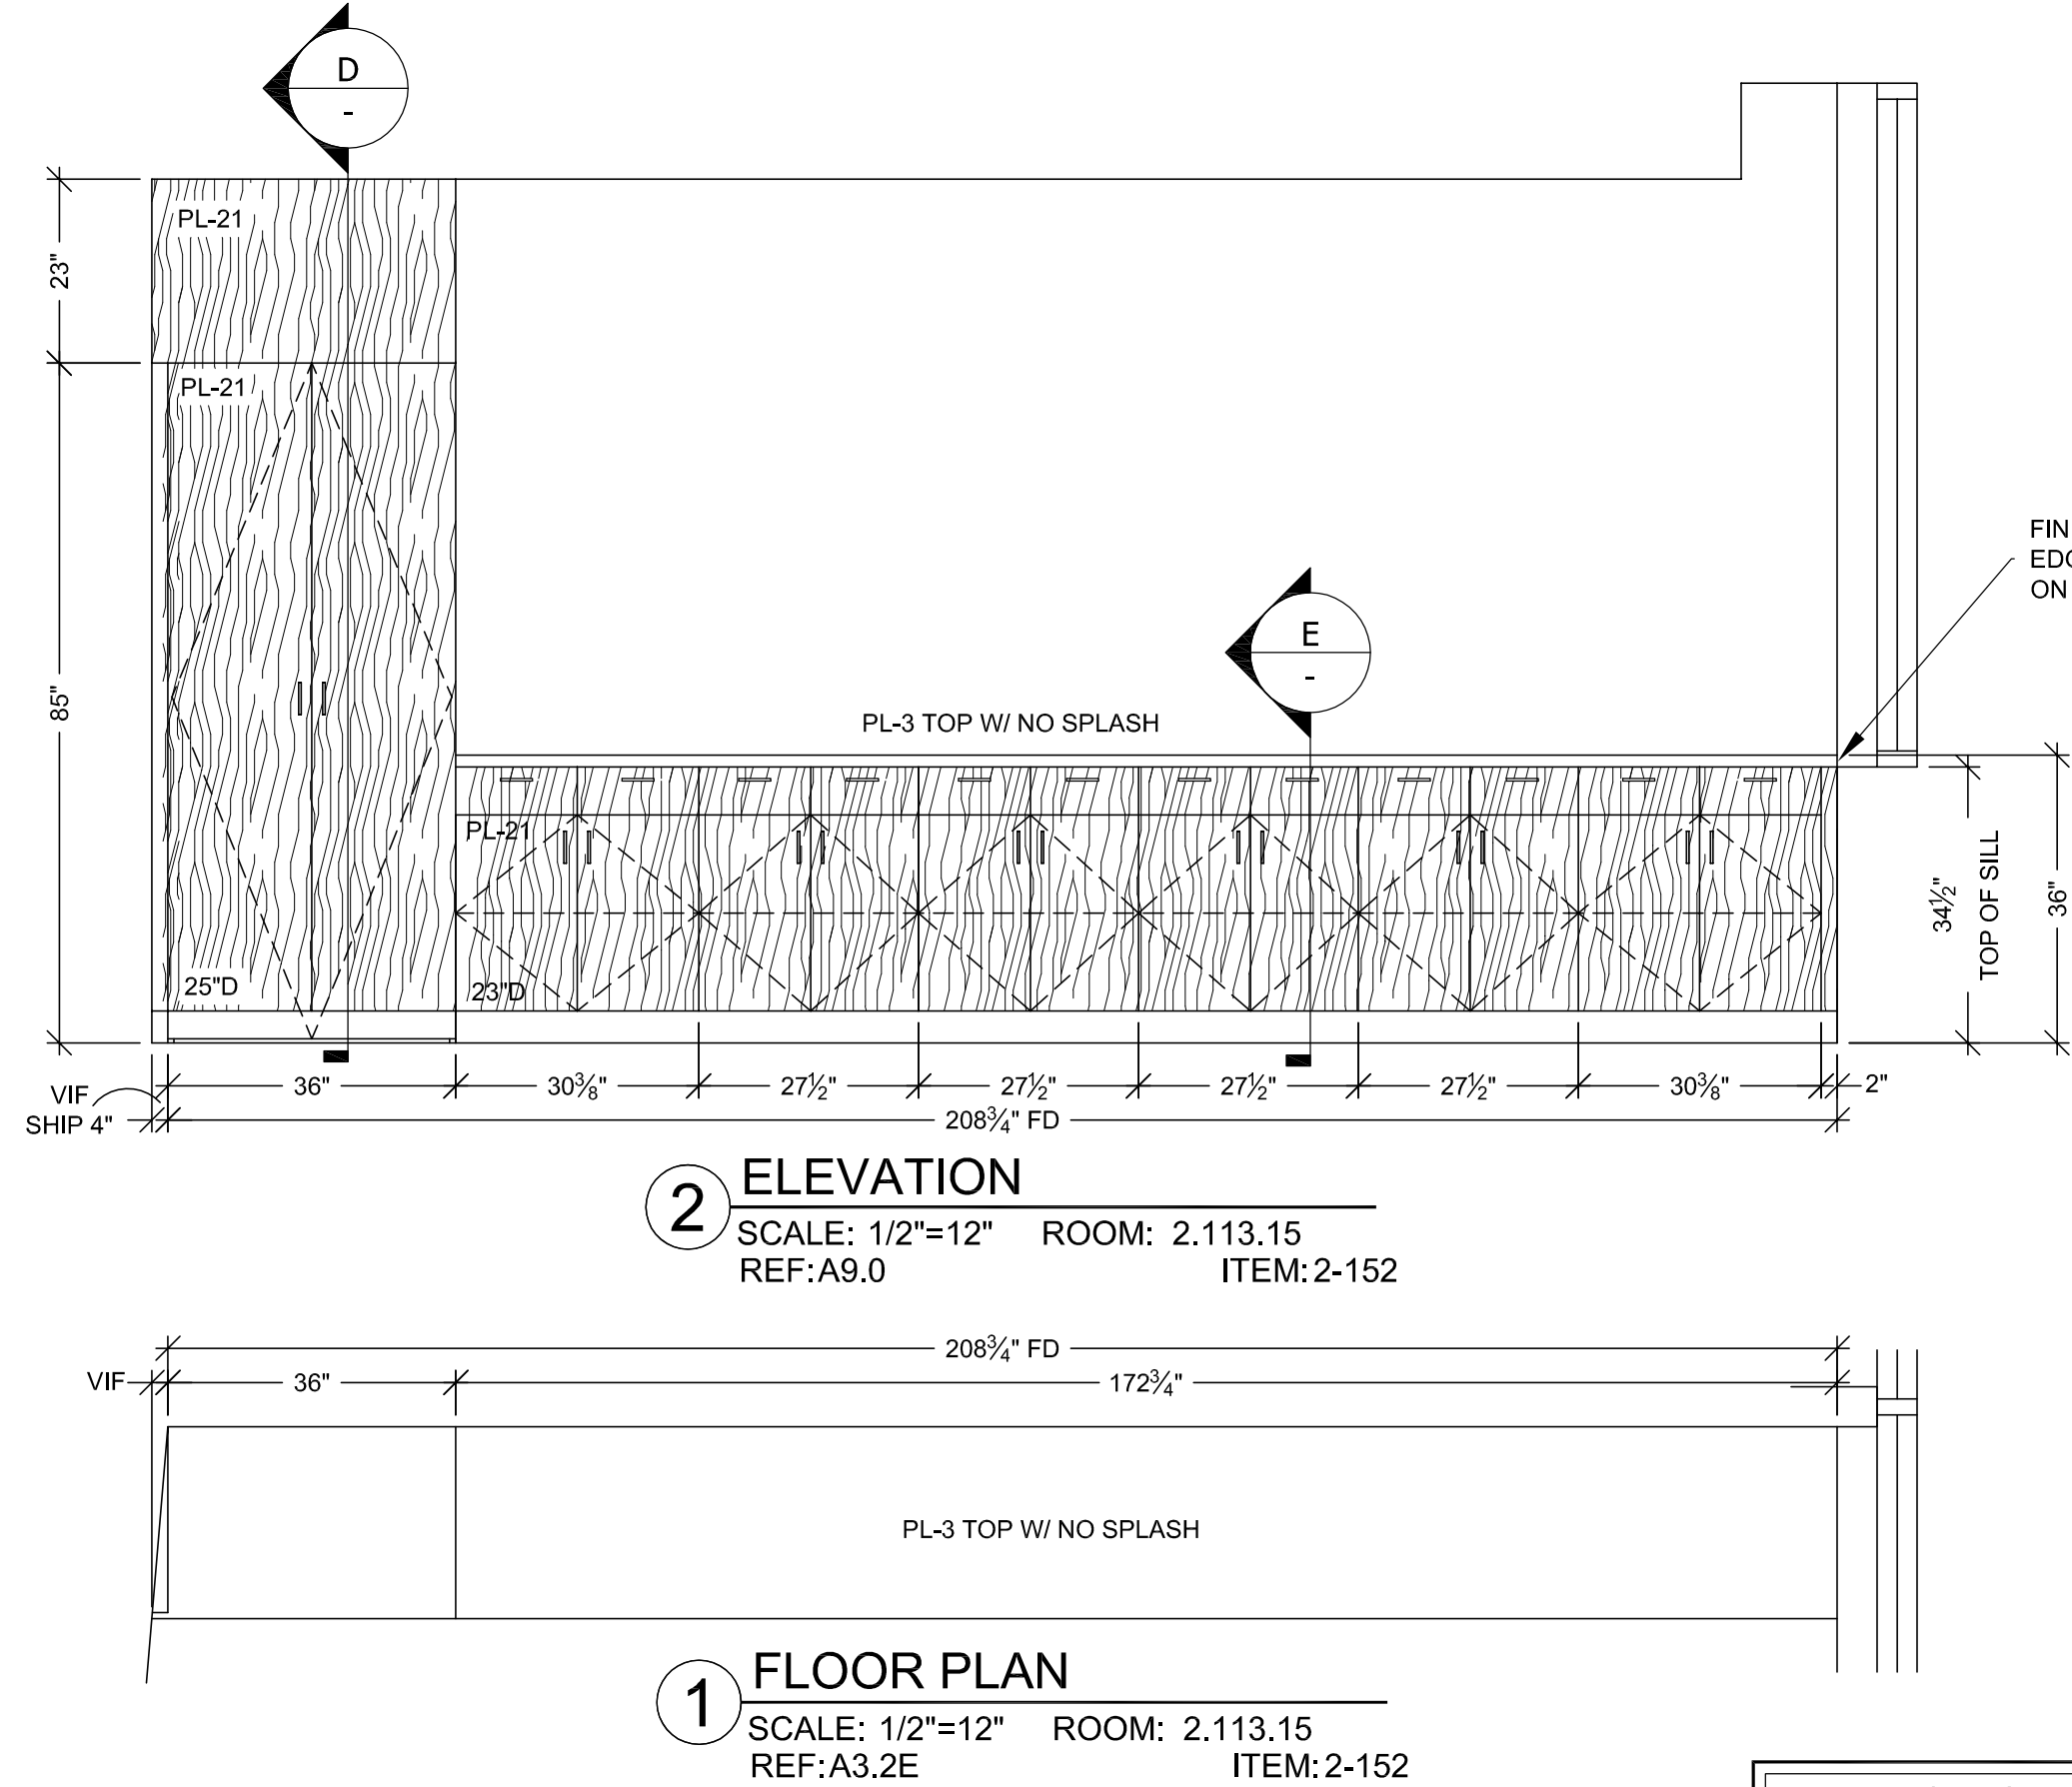 D
-
PL-21
23"
PL-21
85"
FIN
ON
E
-
PL-3 TOP W/ NO SPLASH
PL-21
34½"
TOP OF SILL
36"
25"D
23"D
VIF
SHIP 4"
36"
30⅜"
27½"
27½"
27½"
27½"
30⅜"
2"
208¾" FD
2
ELEVATION
SCALE: 1/2"=12" ROOM: 2.113.15
REF:A9.0 ITEM:2-152
208¾" FD
VIF
36"
172¾"
PL-3 TOP W/ NO SPLASH
1
FLOOR PLAN
SCALE: 1/2"=12" ROOM: 2.113.15
REF:A3.2E ITEM:2-152